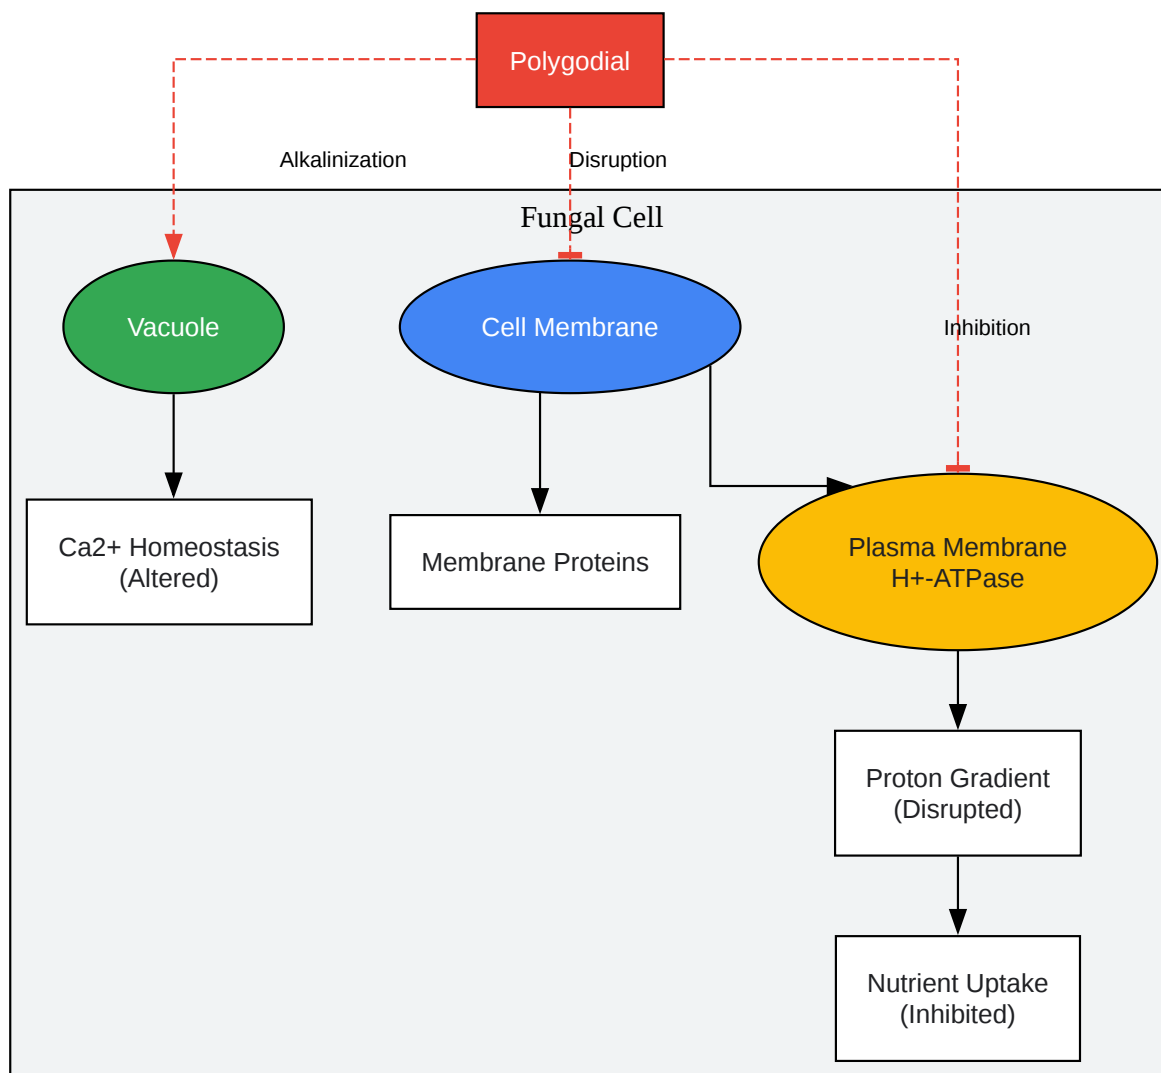 Polygodial
Alkalinization
Disruption
Fungal Cell
Vacuole
Cell Membrane
Inhibition
Ca2+ Homeostasis
(Altered)
Membrane Proteins
Plasma Membrane
H+-ATPase
Proton Gradient
(Disrupted)
Nutrient Uptake
(Inhibited)